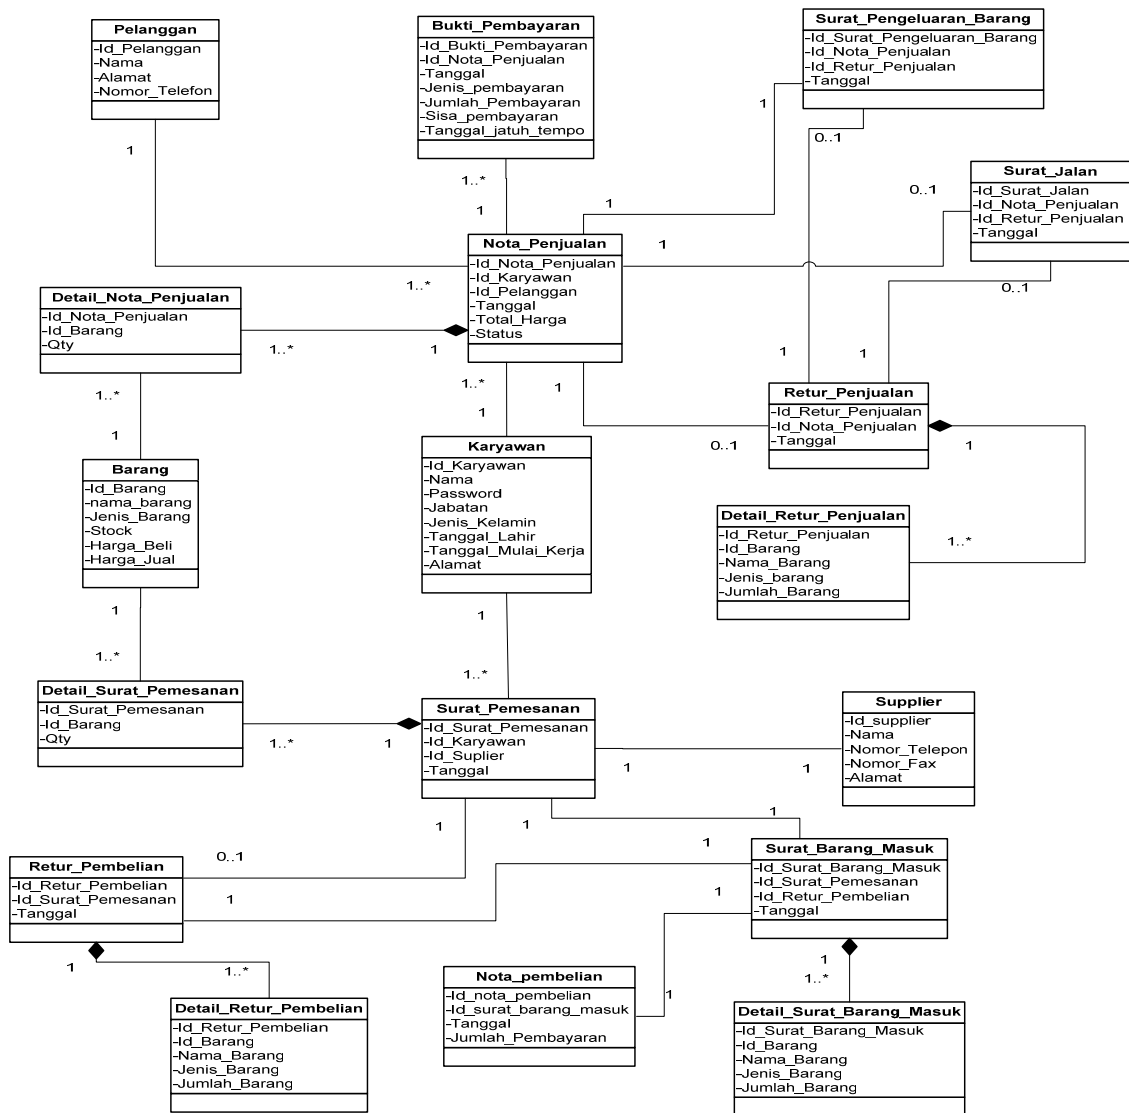 Pelanggan
-Id_Pelanggan
-Nama
-Alamat
-Nomor_Telefon
Bukti_Pembayaran
-Id_Bukti_Pembayaran
-Id_Nota_Penjualan
-Tanggal
-Jenis_pembayaran
-Jumlah_Pembayaran
-Sisa_pembayaran
-Tanggal_jatuh_tempo
Surat_Pengeluaran_Barang
-Id_Surat_Pengeluaran_Barang
-Id_Nota_Penjualan
-Id_Retur_Penjualan
-Tanggal
1
0..1
1
1..*
1
1
Surat_Jalan
-Id_Surat_Jalan
-Id_Nota_Penjualan
-Id_Retur_Penjualan
-Tanggal
0..1
1
0..1
Nota_Penjualan
-Id_Nota_Penjualan
-Id_Karyawan
-Id_Pelanggan
-Tanggal
-Total_Harga
-Status
1..*
1
Detail_Nota_Penjualan
-Id_Nota_Penjualan
-Id_Barang
-Qty
1..*
1..*
1
1..*
1
1
1
1
0..1
Retur_Penjualan
-Id_Retur_Penjualan
-Id_Nota_Penjualan
-Tanggal
1
Barang
-Id_Barang
-nama_barang
-Jenis_Barang
-Stock
-Harga_Beli
-Harga_Jual
Karyawan
-Id_Karyawan
-Nama
-Password
-Jabatan
-Jenis_Kelamin
-Tanggal_Lahir
-Tanggal_Mulai_Kerja
-Alamat
Detail_Retur_Penjualan
-Id_Retur_Penjualan
-Id_Barang
-Nama_Barang
-Jenis_barang
-Jumlah_Barang
1..*
1
1..*
1
1..*
Detail_Surat_Pemesanan
-Id_Surat_Pemesanan
-Id_Barang
-Qty
1..*
1
Surat_Pemesanan
-Id_Surat_Pemesanan
-Id_Karyawan
-Id_Suplier
-Tanggal
1
1
Supplier
-Id_supplier
-Nama
-Nomor_Telepon
-Nomor_Fax
-Alamat
1
1
1
0..1
1
1
Retur_Pembelian
-Id_Retur_Pembelian
-Id_Surat_Pemesanan
-Tanggal
Surat_Barang_Masuk
-Id_Surat_Barang_Masuk
-Id_Surat_Pemesanan
-Id_Retur_Pembelian
-Tanggal
1
1
1..*
1
1..*
1
Detail_Retur_Pembelian
-Id_Retur_Pembelian
-Id_Barang
-Nama_Barang
-Jenis_Barang
-Jumlah_Barang
Nota_pembelian
-Id_nota_pembelian
-Id_surat_barang_masuk
-Tanggal
-Jumlah_Pembayaran
Detail_Surat_Barang_Masuk
-Id_Surat_Barang_Masuk
-Id_Barang
-Nama_Barang
-Jenis_Barang
-Jumlah_Barang